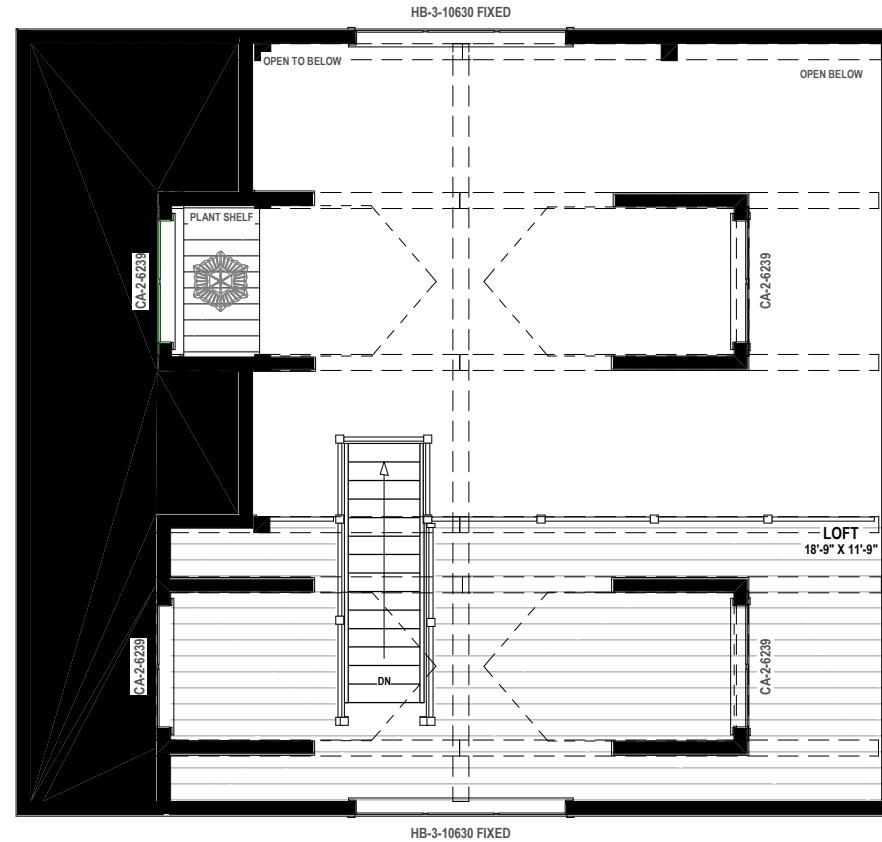 HB-3-10630 FIXED
OPEN TO BELOW
OPEN BELOW
PLANT SHELF
CA-2-6239
CA-2-6239
LOFT
18'-9" X 11'-9"
CA-2-6239
CA-2-6239
DN
HB-3-10630 FIXED